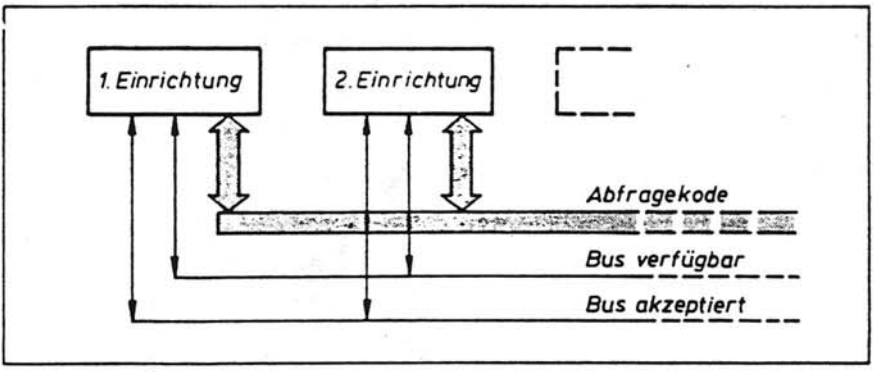 1. Einrichtung
2. Einrichtung
Abfragekode
Bus verfügbar
Bus akzeptiert